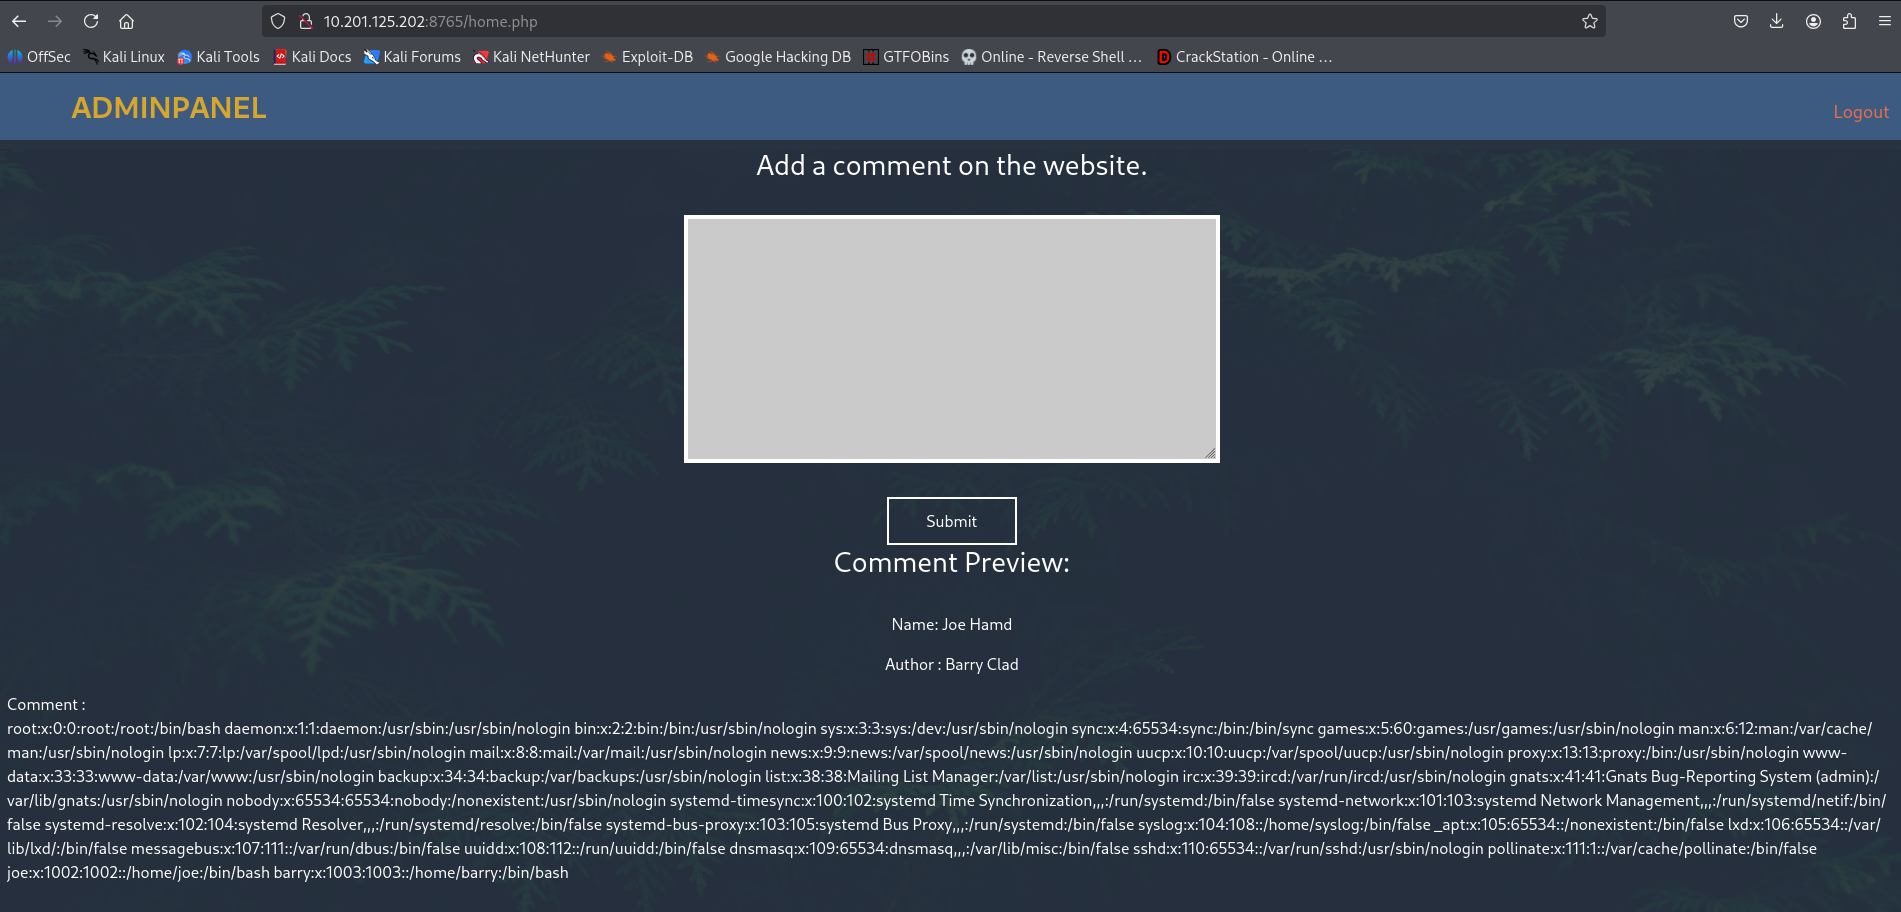 10.201.125.202:8765/home.php
OffSec Kali Linux Kali Tools Kali Docs Kali Forums Kali NetHunter Exploit-DB Google Hacking DB GTFOBins Online - Reverse Shell … CrackStation - Online …
ADMINPANEL
Logout
Add a comment on the website.
Submit
Comment Preview:
Name: Joe Hamd
Author : Barry Clad
Comment :
root:x:0:0:root:/root:/bin/bash daemon:x:1:1:daemon:/usr/sbin:/usr/sbin/nologin bin:x:2:2:bin:/bin:/usr/sbin/nologin sys:x:3:3:sys:/dev:/usr/sbin/nologin sync:x:4:65534:sync:/bin:/bin/sync games:x:5:60:games:/usr/games:/usr/sbin/nologin man:x:6:12:man:/var/cache/
man:/usr/sbin/nologin lp:x:7:7:lp:/var/spool/lpd:/usr/sbin/nologin mail:x:8:8:mail:/var/mail:/usr/sbin/nologin news:x:9:9:news:/var/spool/news:/usr/sbin/nologin uucp:x:10:10:uucp:/var/spool/uucp:/usr/sbin/nologin proxy:x:13:13:proxy:/bin:/usr/sbin/nologin www-
data:x:33:33:www-data:/var/www:/usr/sbin/nologin backup:x:34:34:backup:/var/backups:/usr/sbin/nologin list:x:38:38:Mailing List Manager:/var/list:/usr/sbin/nologin irc:x:39:39:ircd:/var/run/ircd:/usr/sbin/nologin gnats:x:41:41:Gnats Bug-Reporting System (admin):/
var/lib/gnats:/usr/sbin/nologin nobody:x:65534:65534:nobody:/nonexistent:/usr/sbin/nologin systemd-timesync:x:100:102:systemd Time Synchronization,,,:/run/systemd:/bin/false systemd-network:x:101:103:systemd Network Management,,,:/run/systemd/netif:/bin/
false systemd-resolve:x:102:104:systemd Resolver,,,:/run/systemd/resolve:/bin/false systemd-bus-proxy:x:103:105:systemd Bus Proxy,,,:/run/systemd:/bin/false syslog:x:104:108::/home/syslog:/bin/false _apt:x:105:65534::/nonexistent:/bin/false lxd:x:106:65534::/var/
lib/lxd/:/bin/false messagebus:x:107:111::/var/run/dbus:/bin/false uuidd:x:108:112::/run/uuidd:/bin/false dnsmasq:x:109:65534:dnsmasq,,,:/var/lib/misc:/bin/false sshd:x:110:65534::/var/run/sshd:/usr/sbin/nologin pollinate:x:111:1::/var/cache/pollinate:/bin/false
joe:x:1002:1002::/home/joe:/bin/bash barry:x:1003:1003::/home/barry:/bin/bash